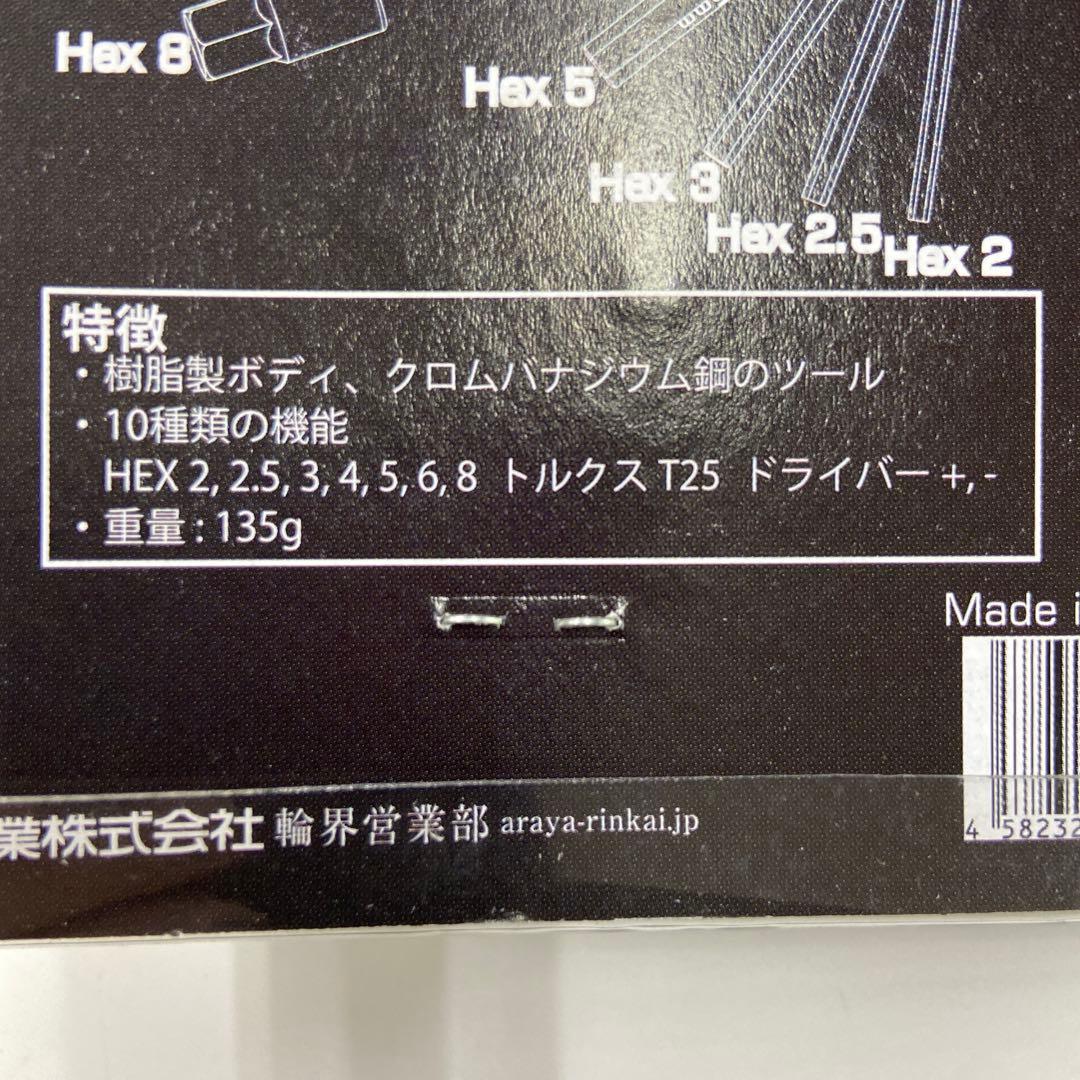 Hex 8
Hex 5
Hex 3
Hex 2.5
Hex 2
特徴
・樹脂製ボディ、クロムバナジウム鋼のツール
・10種類の機能
HEX 2, 2.5, 3, 4, 5, 6, 8 トルクス T25 ドライバー +, -
・重量 : 135g
Made
業株式会社 輪界営業部 araya-rinkai.jp
4 58232